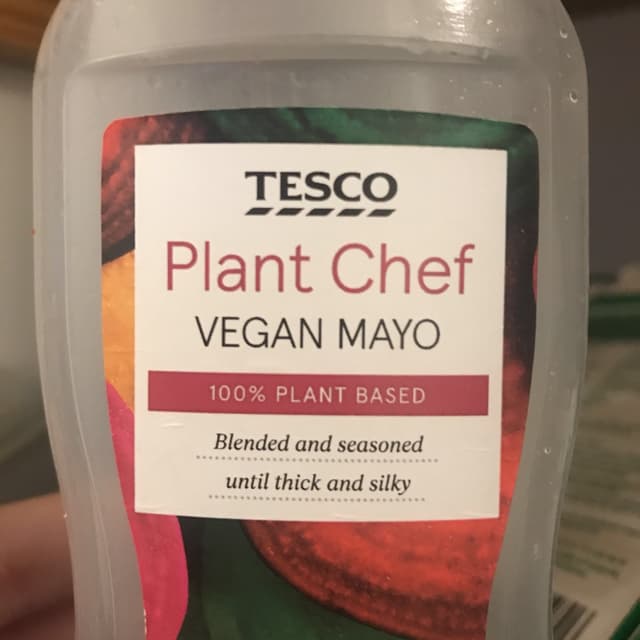 TESCO
Plant Chef
VEGAN MAYO
100% PLANT BASED
Blended and seasoned
until thick and silky